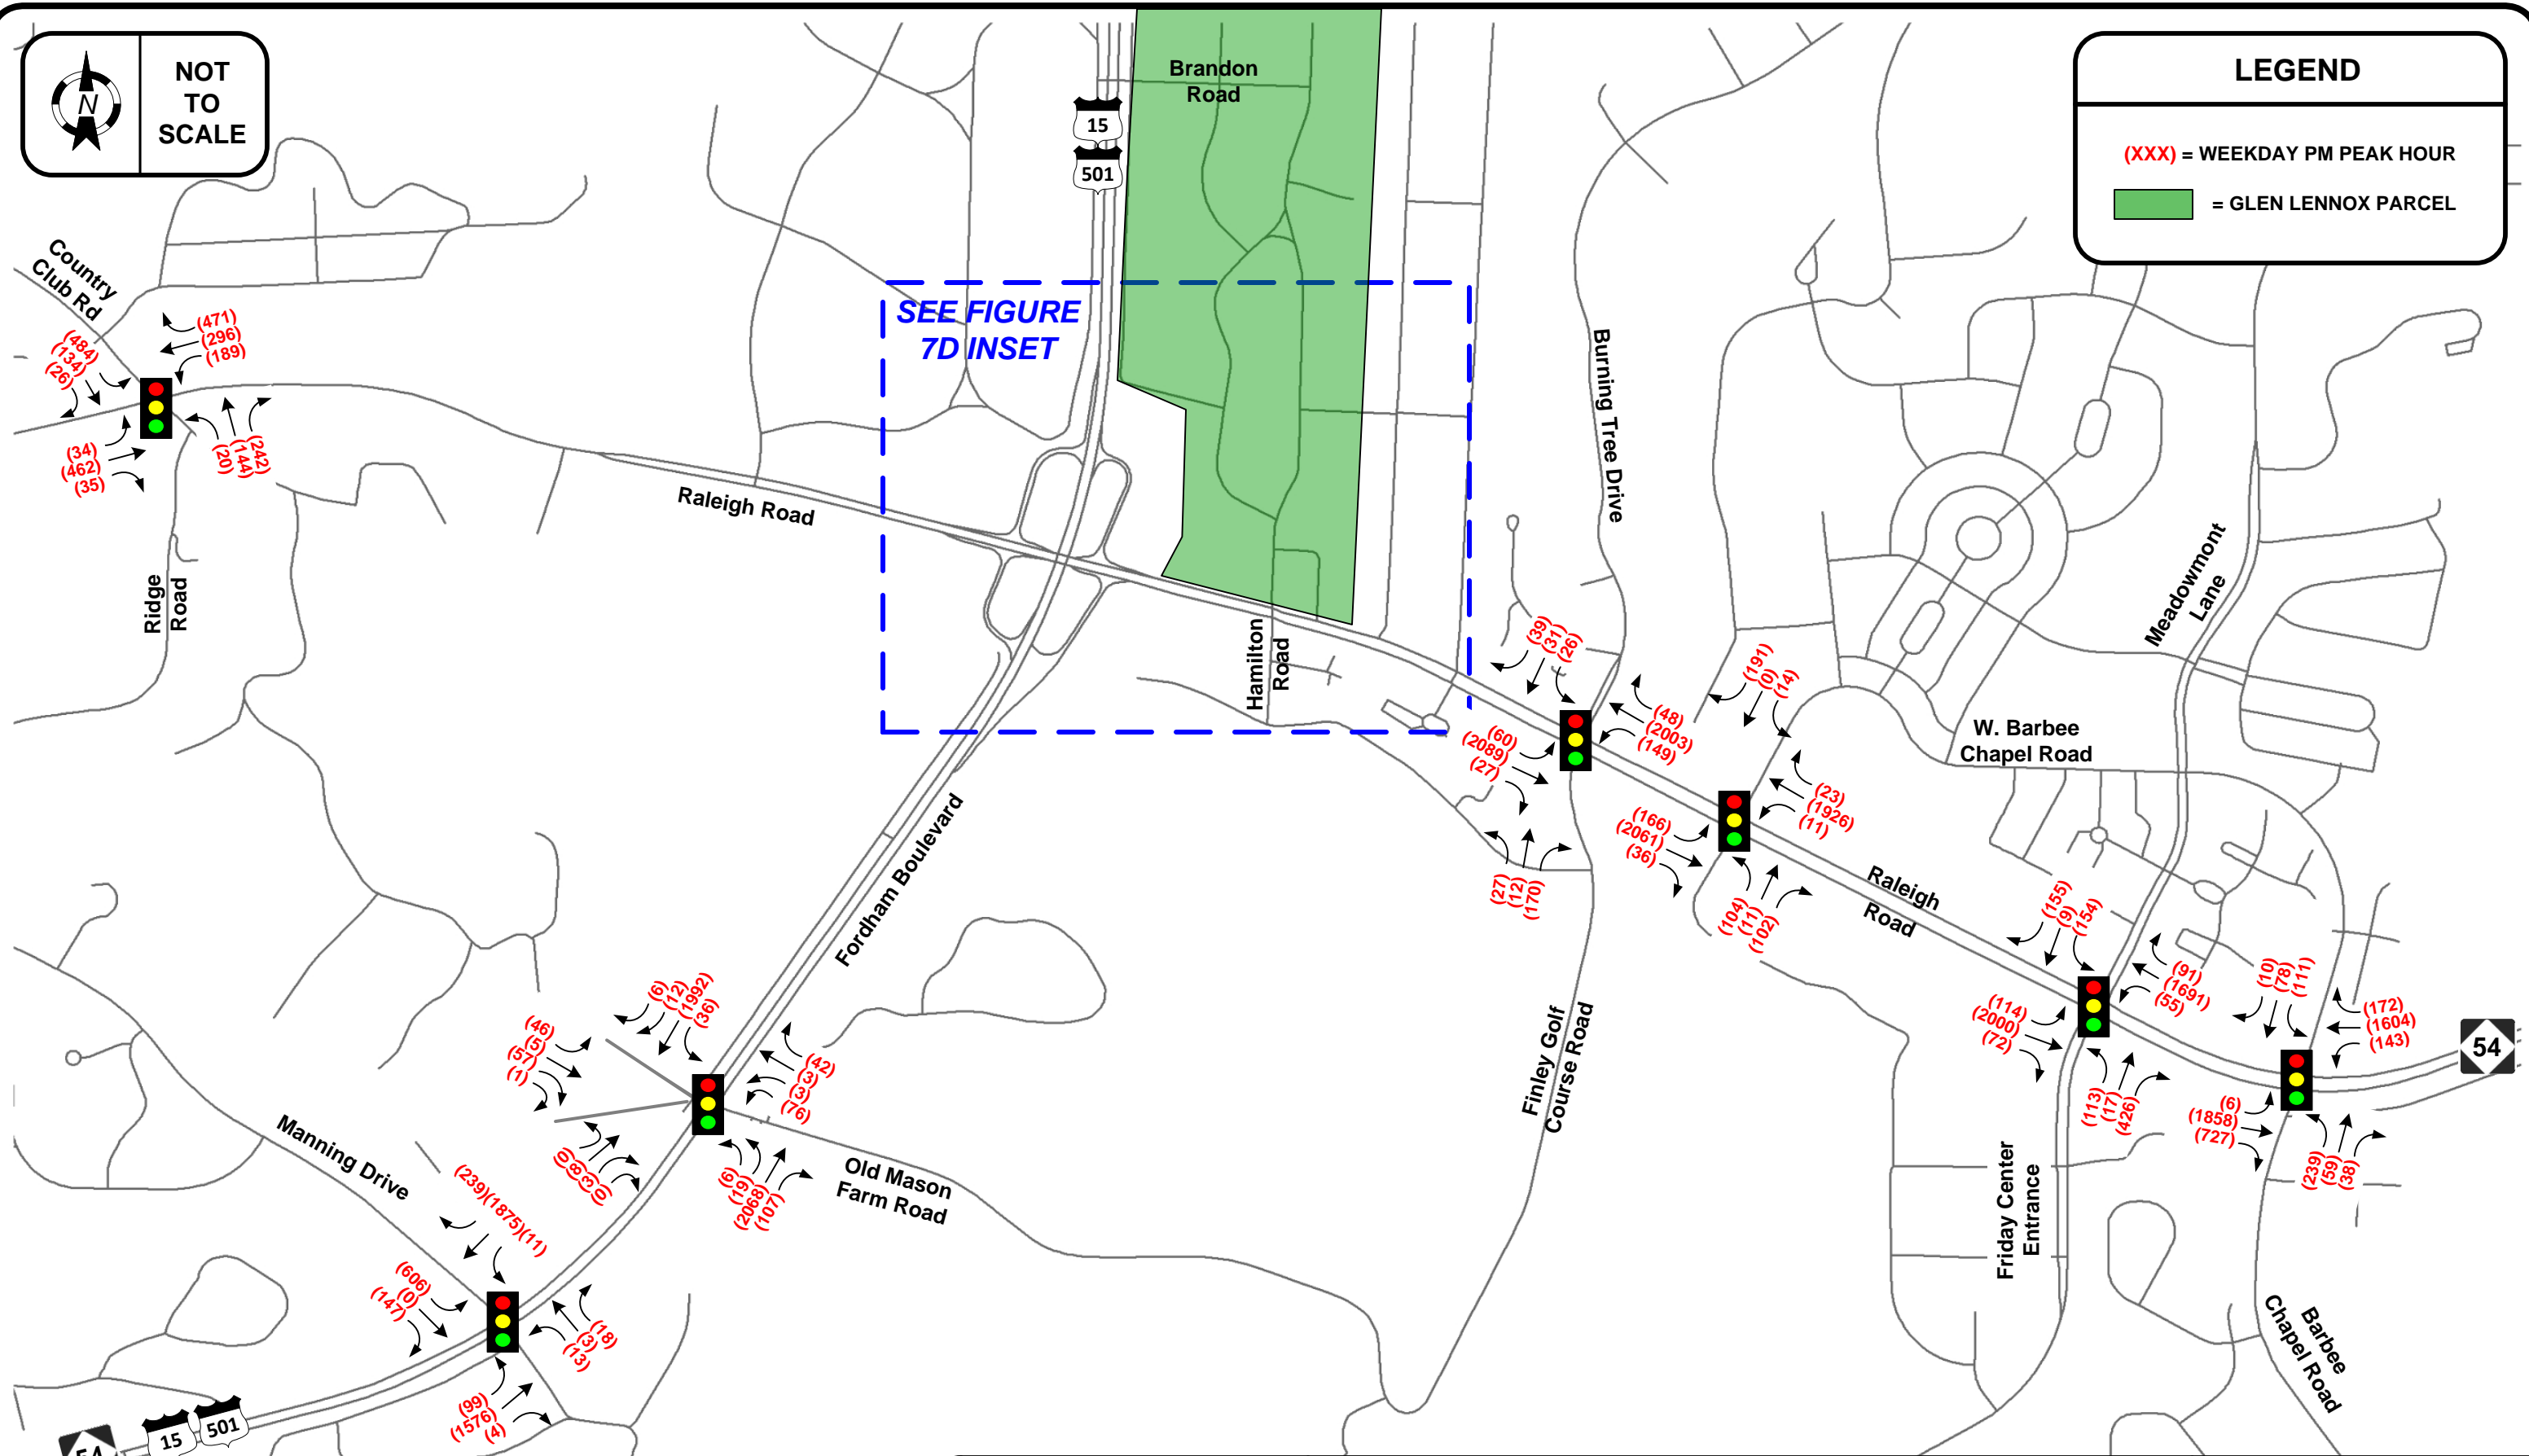 N
NOT
TO
SCALE
LEGEND
(XXX) = WEEKDAY PM PEAK HOUR
= GLEN LENNOX PARCEL
Brandon
Road
15
501
Country
Club Rd
(484)
(134)
(26)
(471)
(296)
(189)
(34)
(462)
(35)
(20)
(144)
(242)
Ridge
Road
Raleigh Road
SEE FIGURE
7D INSET
Hamilton
Road
Burning Tree Drive
(39)
(31)
(26)
(48)
(2003)
(149)
(60)
(2089)
(27)
(27)
(12)
(170)
(191)
(0)
(14)
(23)
(1926)
(11)
(166)
(2061)
(36)
(104)
(11)
(102)
Meadowmont
Lane
W. Barbee
Chapel Road
Raleigh
Road
(155)
(9)
(154)
(91)
(1691)
(55)
(114)
(2000)
(72)
(113)
(17)
(426)
(10)
(78)
(111)
(172)
(1604)
(143)
(6)
(1858)
(727)
(239)
(59)
(38)
54
Finley Golf
Course Road
Friday Center
Entrance
Barbee
Chapel Road
Fordham Boulevard
(6)
(12)
(1992)
(36)
(46)
(5)
(57)
(1)
(42)
(3)
(3)
(76)
(6)
(19)
(2068)
(107)
Old Mason
Farm Road
Manning Drive
(239)(1875)(11)
(606)
(0)
(147)
(18)
(3)
(13)
(99)
(1576)
(4)
15
501
54